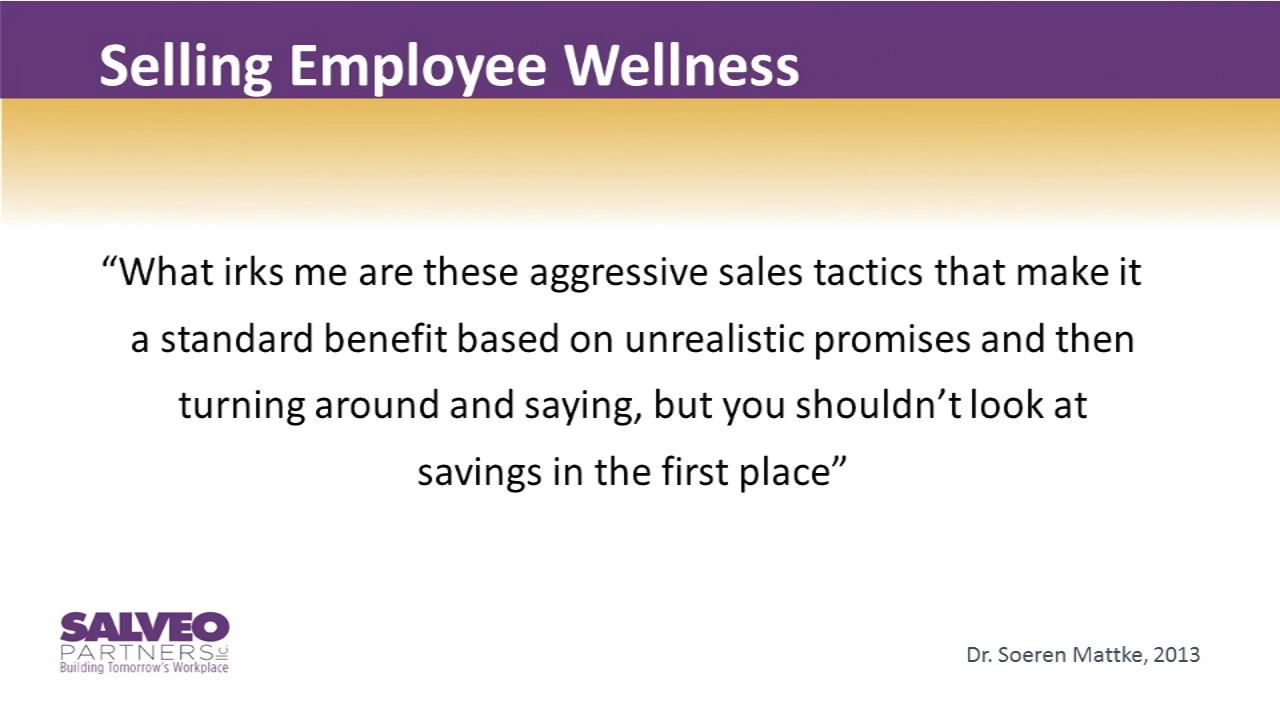 Selling Employee Wellness
“What irks me are these aggressive sales tactics that make it
a standard benefit based on unrealistic promises and then
turning around and saying, but you shouldn’t look at
savings in the first place”
SALVEO
PARTNERS LLC
Building Tomorrow's Workplace
Dr. Soeren Mattke, 2013